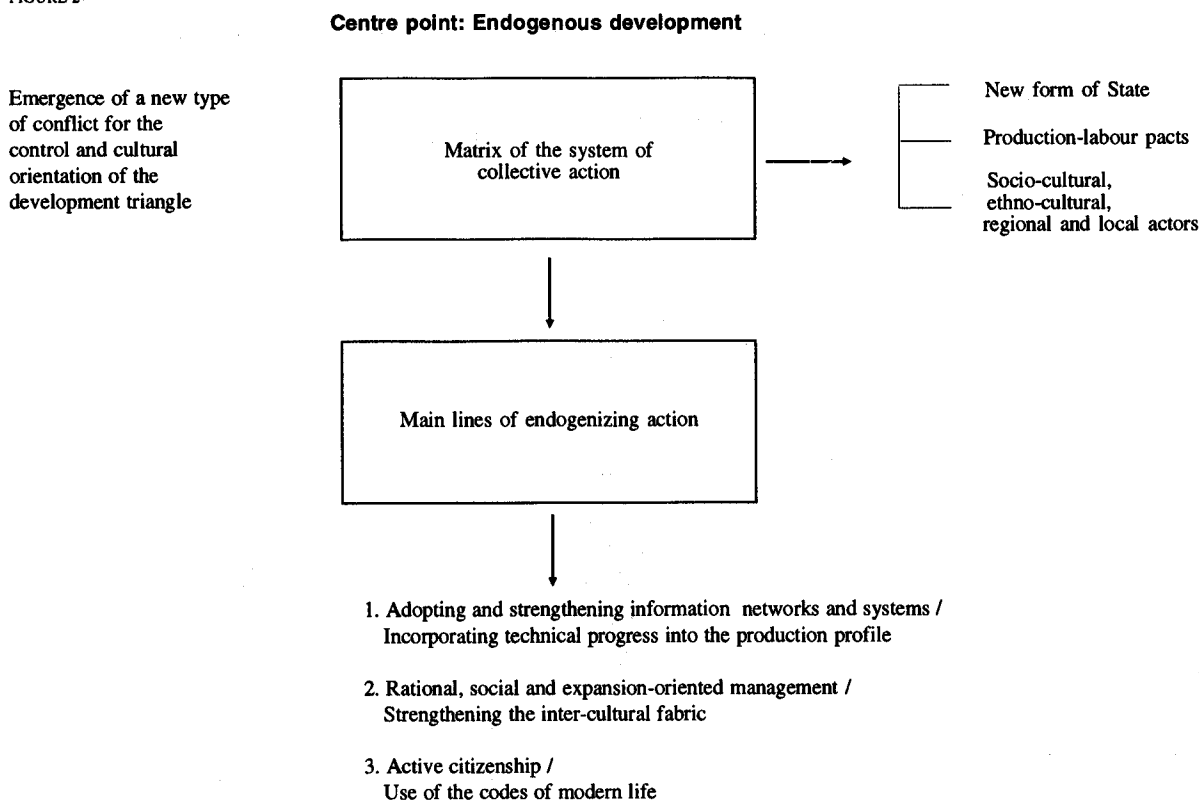 FIGURE 2
Centre point: Endogenous development
Emergence of a new type
of conflict for the
control and cultural
orientation of the
development triangle
Matrix of the system of
collective action
New form of State
Production-labour pacts
Socio-cultural,
ethno-cultural,
regional and local actors
Main lines of endogenizing action
1. Adopting and strengthening information networks and systems /
Incorporating technical progress into the production profile
2. Rational, social and expansion-oriented management /
Strengthening the inter-cultural fabric
3. Active citizenship /
Use of the codes of modern life